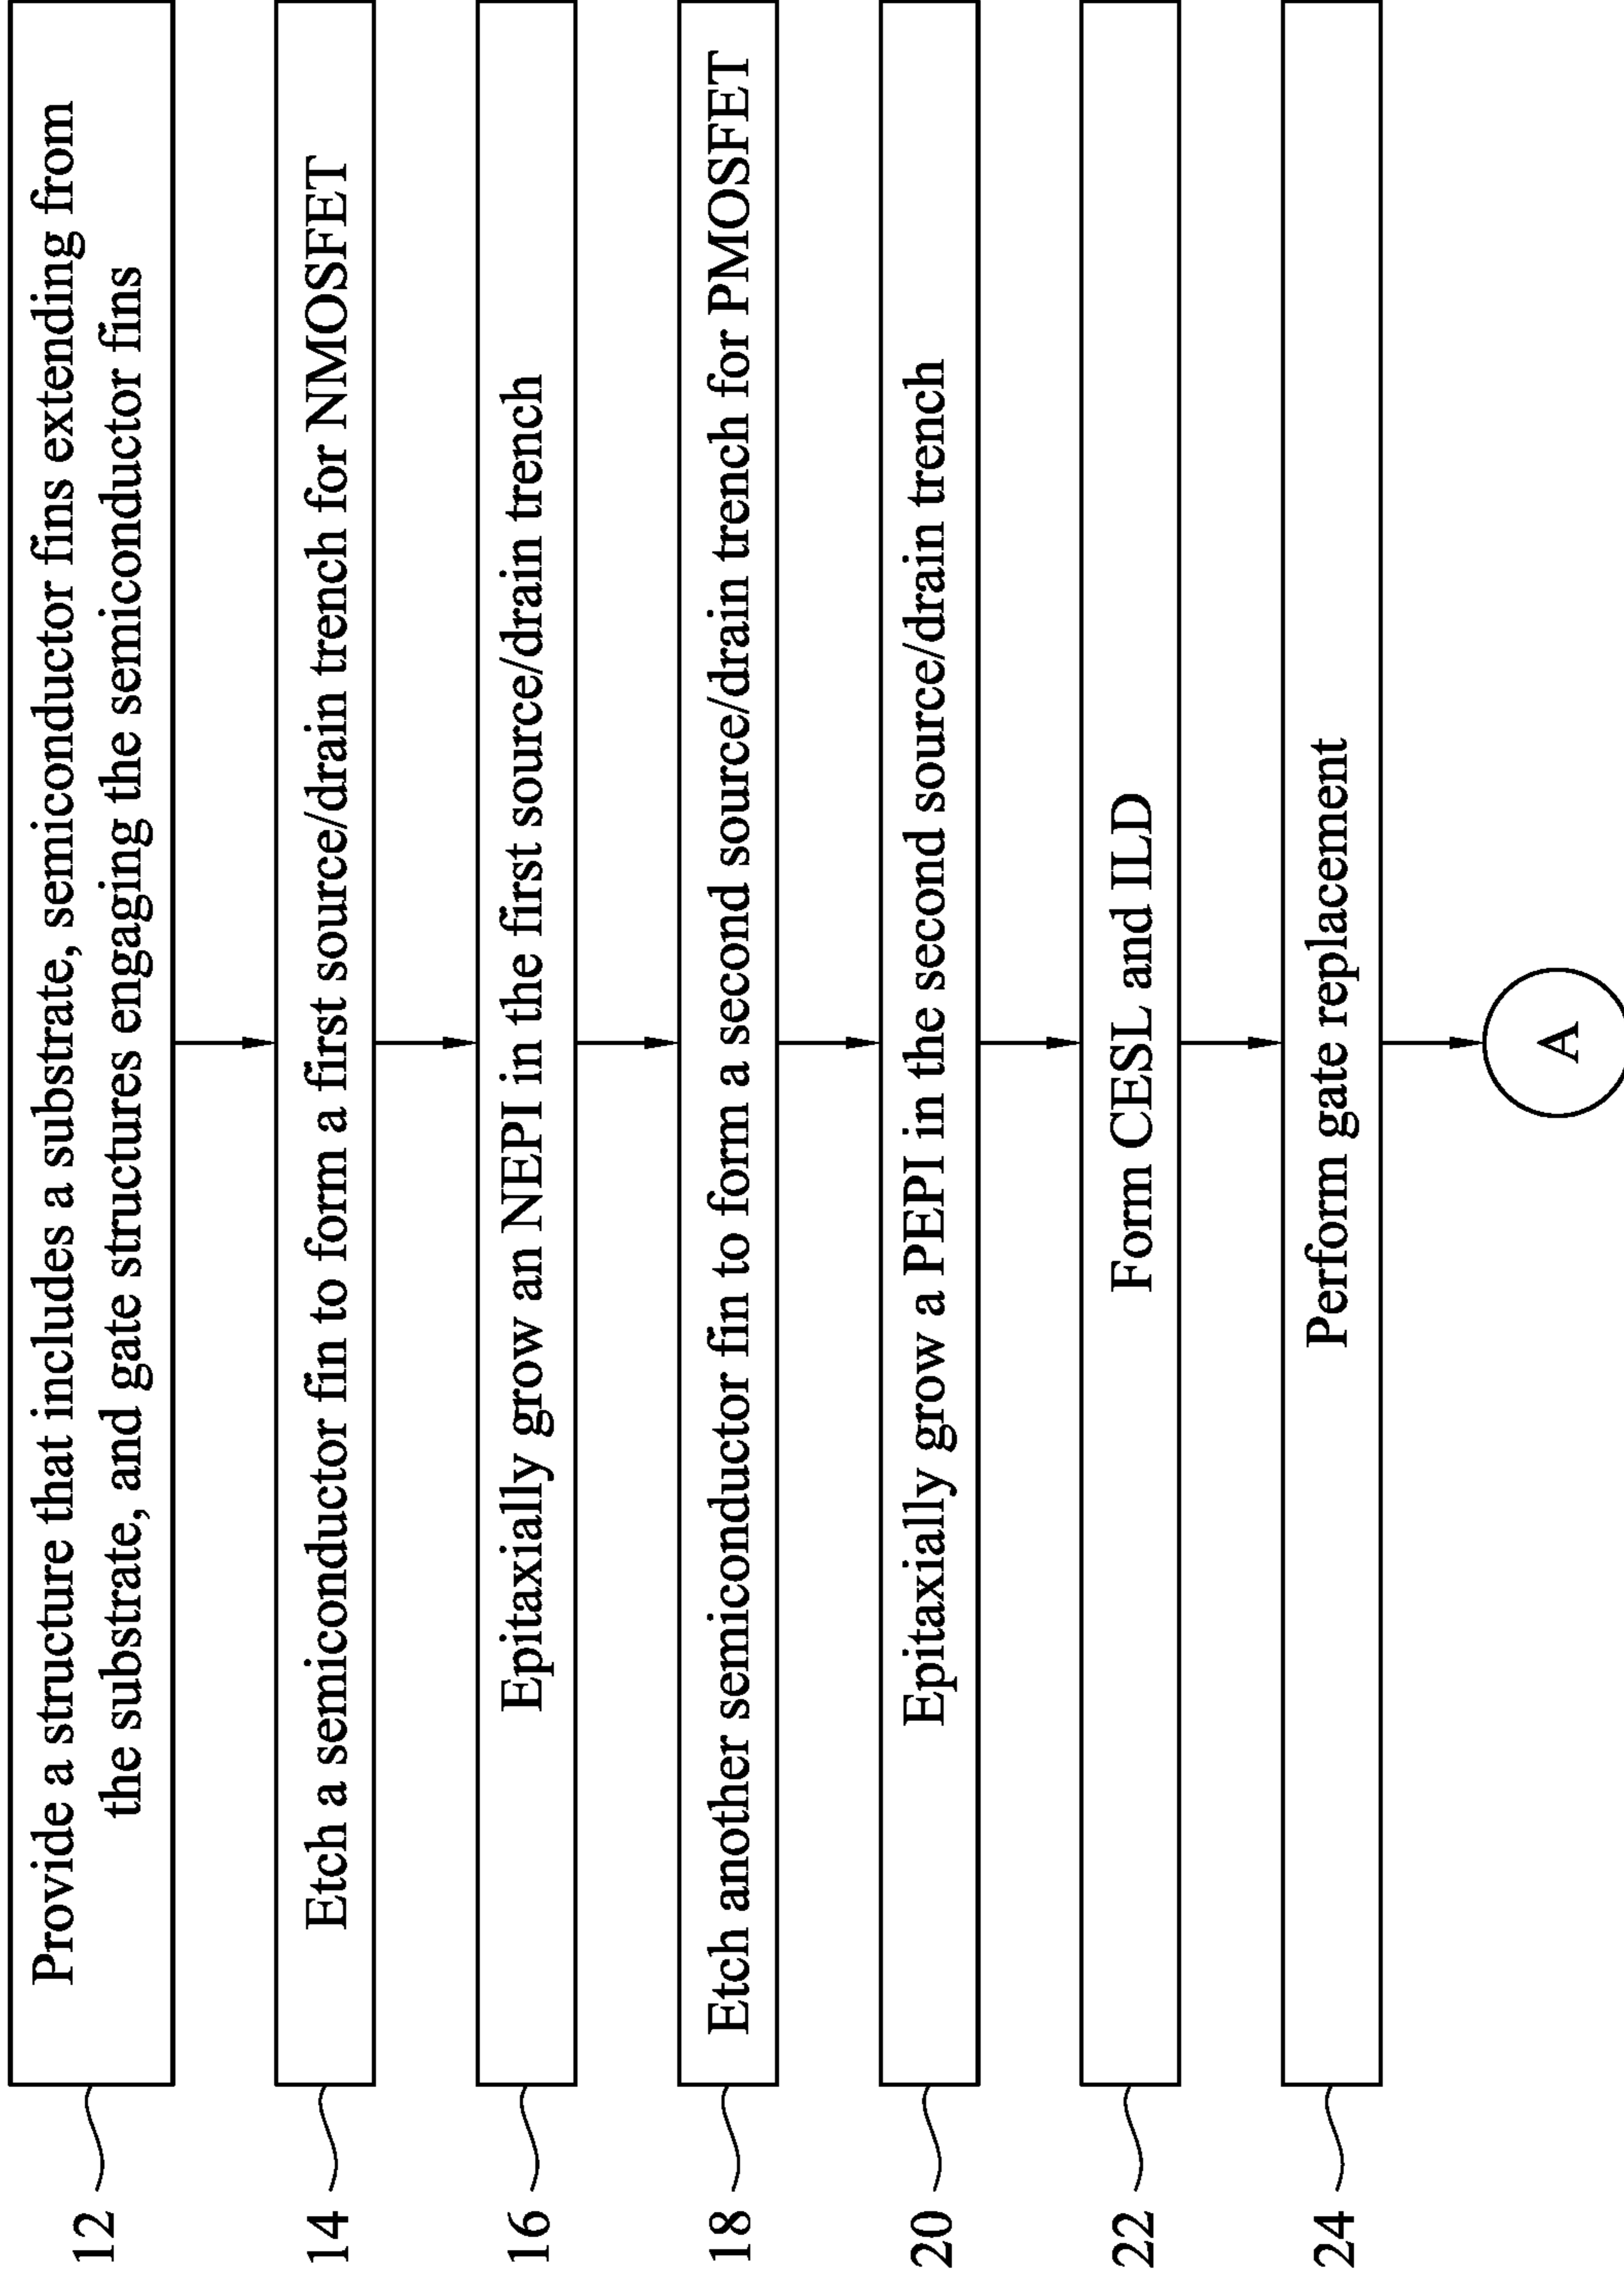 12
Provide a structure that includes a substrate, semiconductor fins extending from
the substrate, and gate structures engaging the semiconductor fins
14
Etch a semiconductor fin to form a first source/drain trench for NMOSFET
16
Epitaxially grow an NEPI in the first source/drain trench
18
Etch another semiconductor fin to form a second source/drain trench for PMOSFET
20
Epitaxially grow a PEPI in the second source/drain trench
22
Form CESL and ILD
24
Perform gate replacement
A